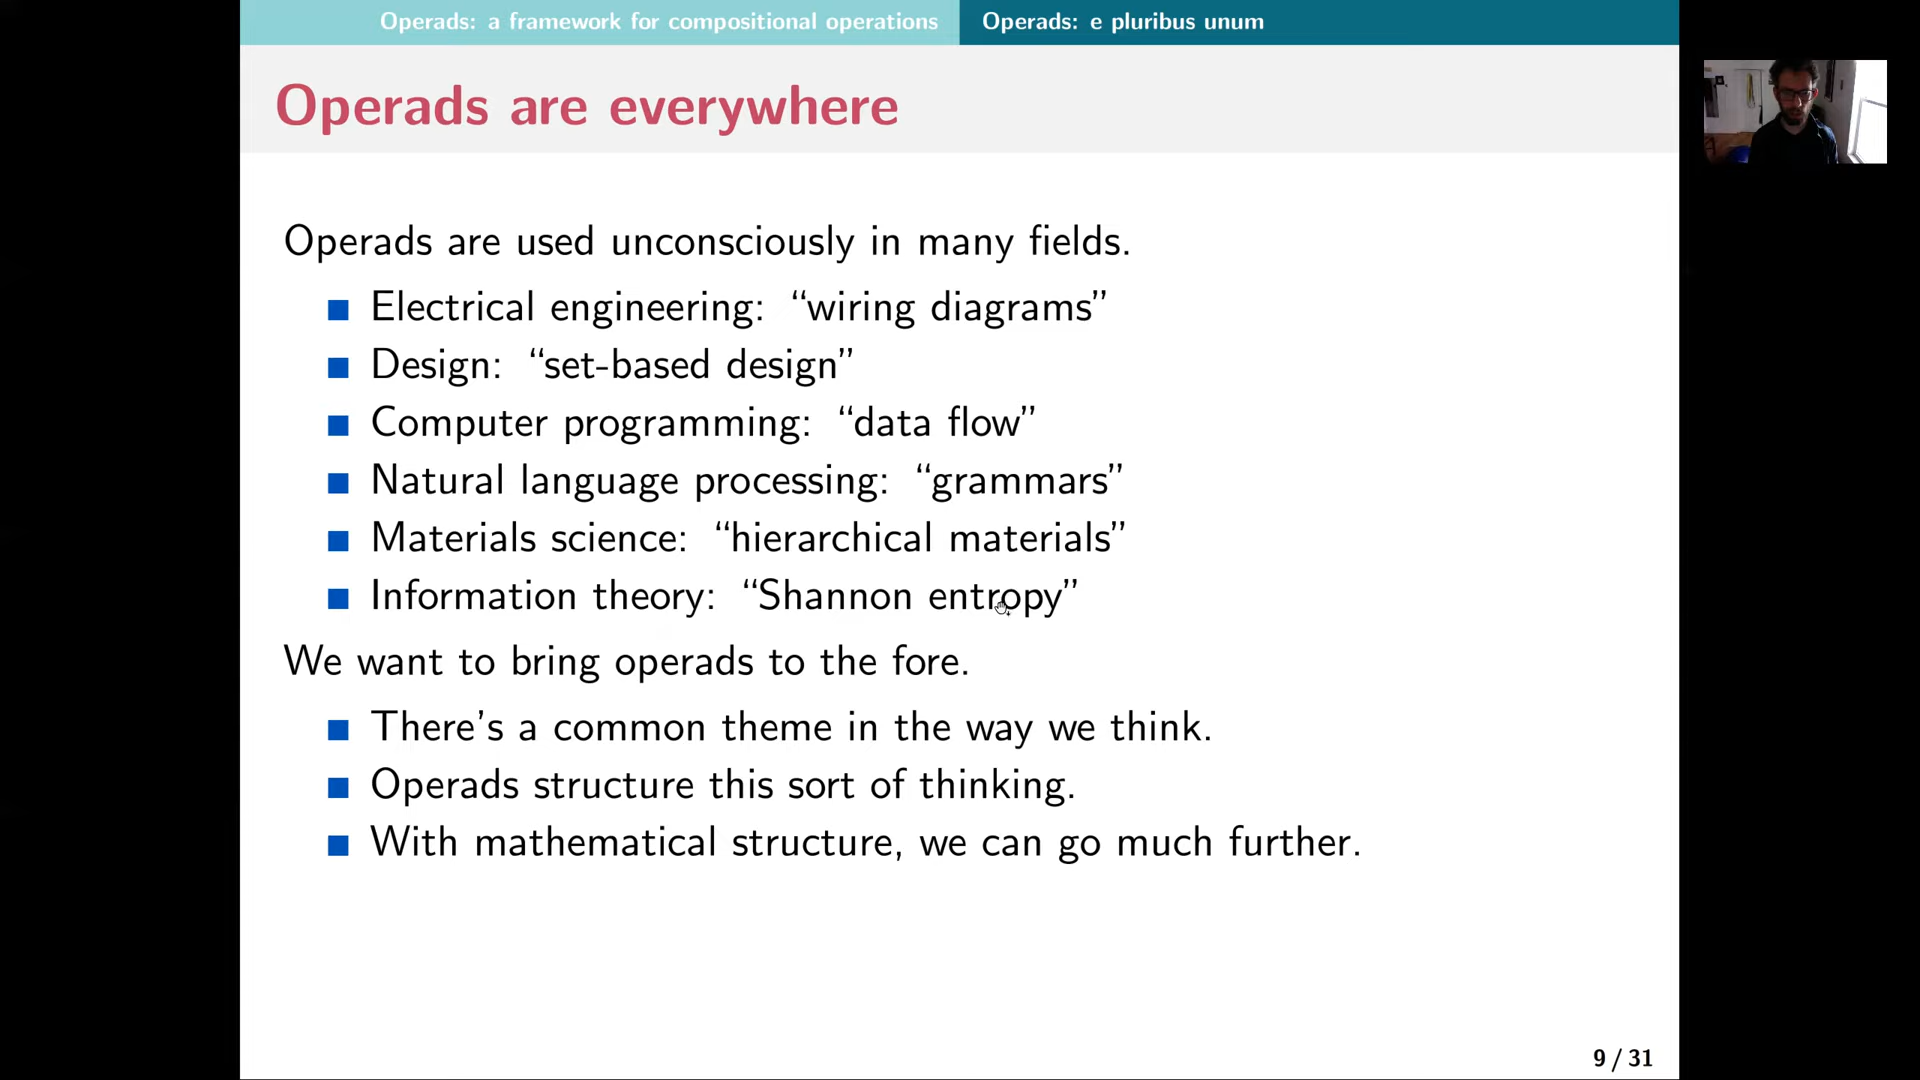 Operads: a framework for compositional operations
Operads: e pluribus unum
Operads are everywhere
Operads are used unconsciously in many fields.
Electrical engineering: “wiring diagrams”
Design: “set-based design”
Computer programming: “data flow”
Natural language processing: “grammars”
Materials science: “hierarchical materials”
Information theory: “Shannon entropy”
We want to bring operads to the fore.
There’s a common theme in the way we think.
Operads structure this sort of thinking.
With mathematical structure, we can go much further.
9 / 31